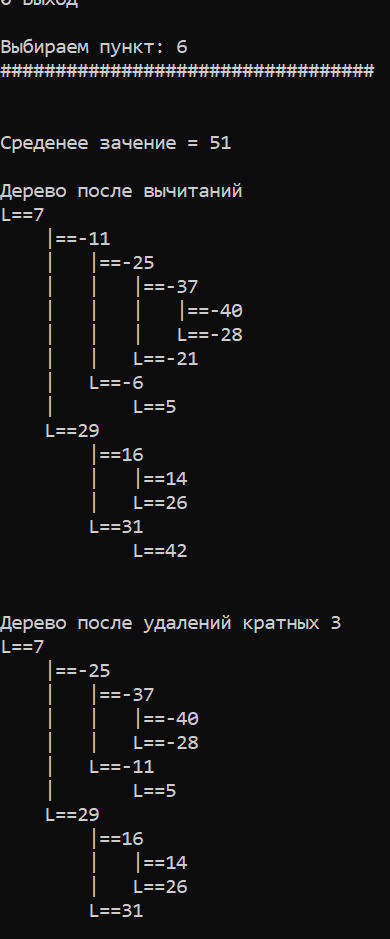 6 Выход
Выбираем пункт: 6
##################################
Среденее зачение = 51
Дерево после вычитаний
L==7
    |==-11
    |   |==-25
    |   |   |==-37
    |   |   |   |==-40
    |   |   |   L==-28
    |   |   L==-21
    |   L==-6
    |       L==5
    L==29
        |==16
        |   |==14
        |   L==26
        L==31
            L==42
Дерево после удалений кратных 3
L==7
    |==-25
    |   |==-37
    |   |   |==-40
    |   |   L==-28
    |   L==-11
    |       L==5
    L==29
        |==16
        |   |==14
        |   L==26
        L==31